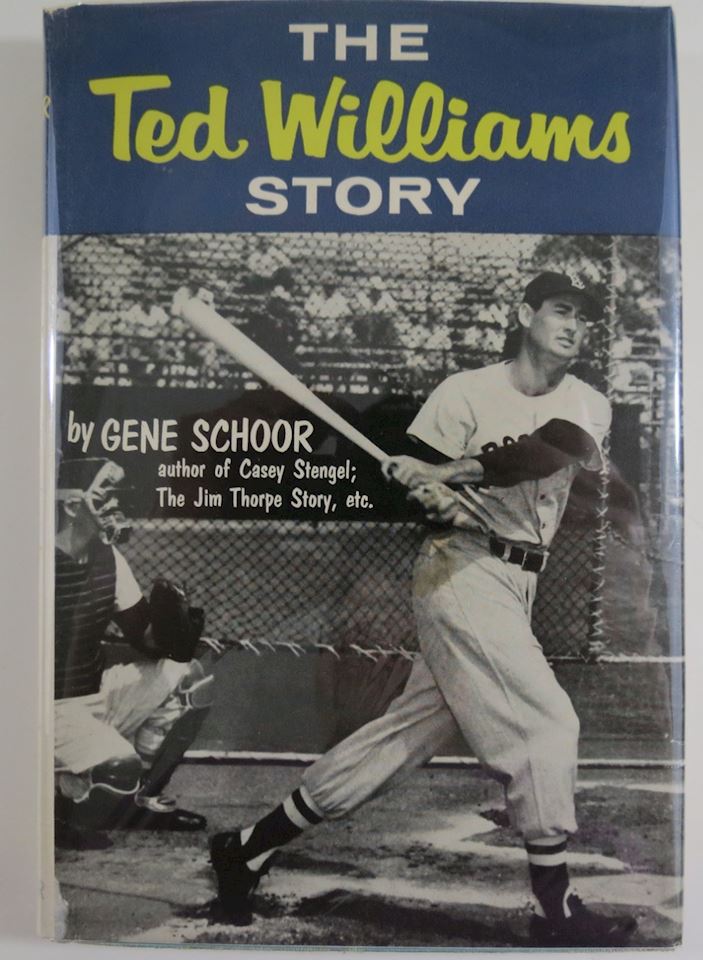 THE
Ted Williams
STORY
by GENE SCHOOR
author of Casey Stengel;
The Jim Thorpe Story, etc.